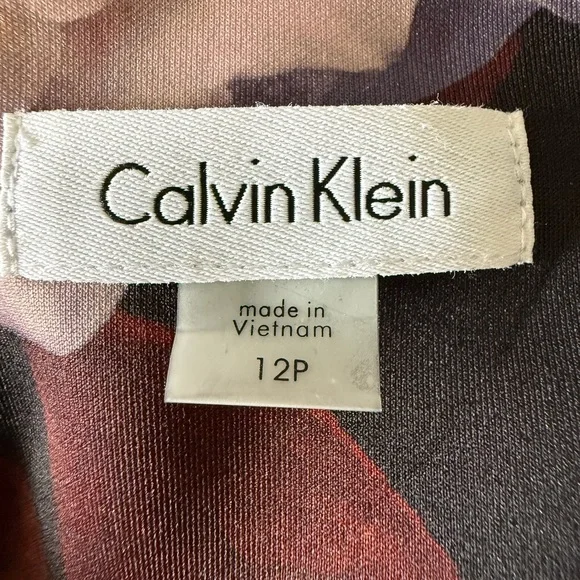 Calvin Klein
made in
Vietnam
12P